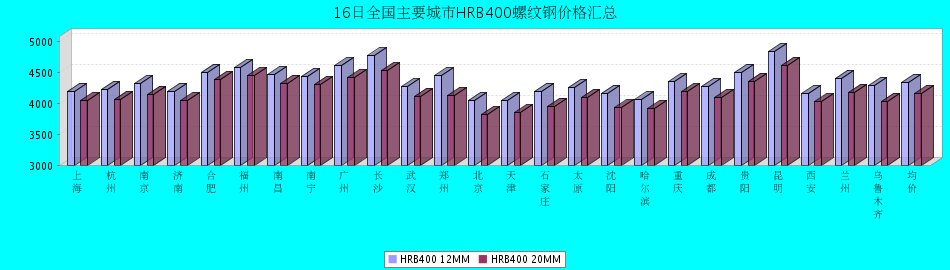 16日全国主要城市HRB400螺纹钢价格汇总
5000
4500
4000
3500
3000
上海
杭州
南京
济南
合肥
福州
南昌
南宁
广州
长沙
武汉
郑州
北京
天津
石家庄
太原
沈阳
哈尔滨
重庆
成都
贵阳
昆明
西安
兰州
乌鲁木齐
均价
HRB400 12MM
HRB400 20MM